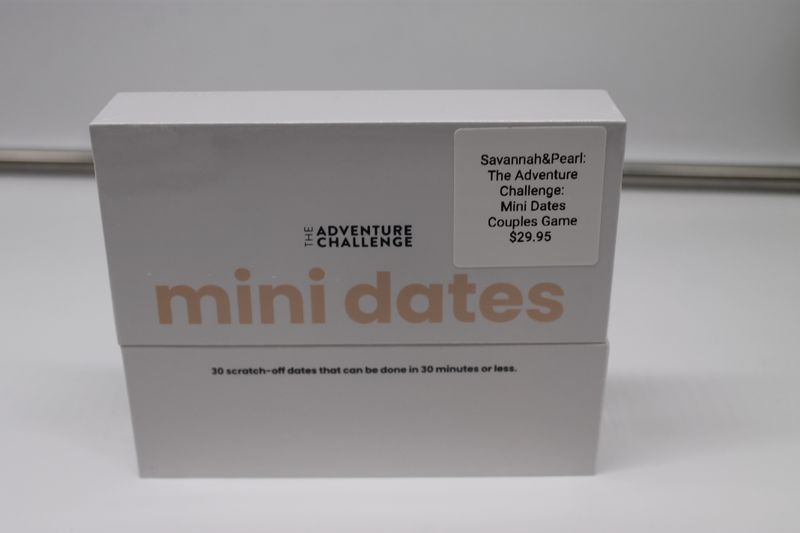 Savannah&Pearl:
The Adventure
Challenge:
Mini Dates
Couples Game
$29.95
THE ADVENTURE
CHALLENGE
mini dates
30 scratch-off dates that can be done in 30 minutes or less.